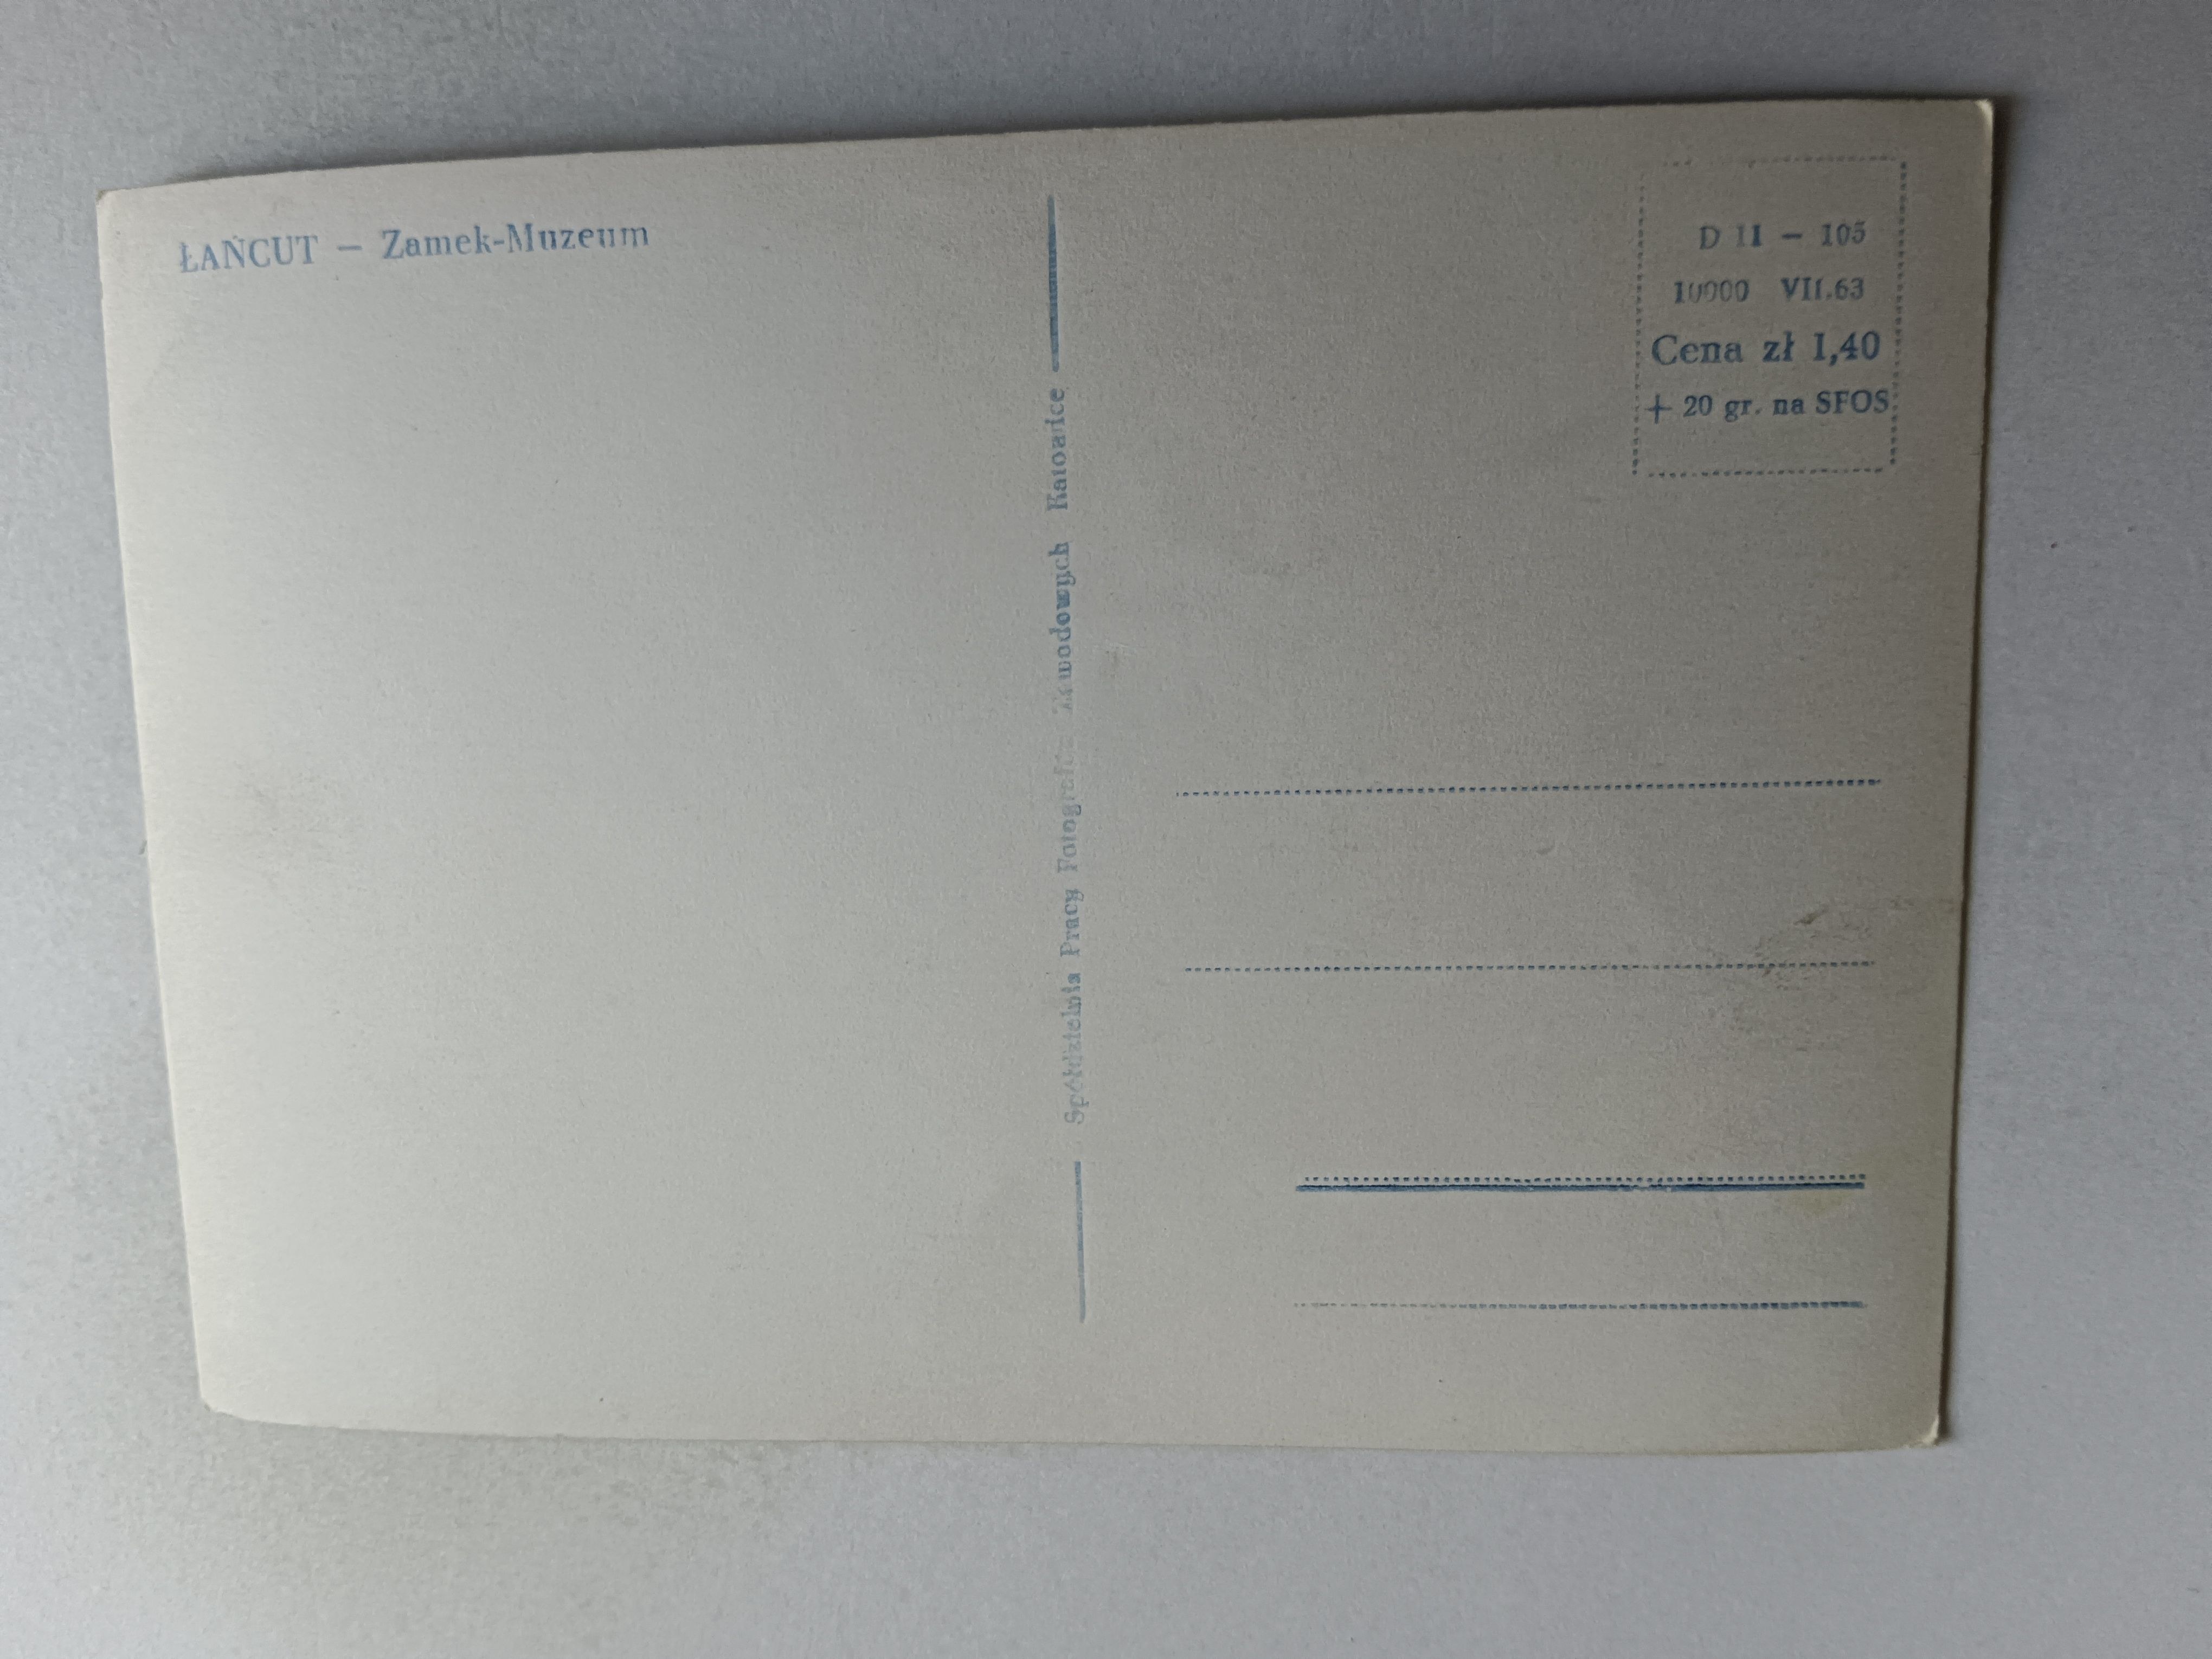 ŁAŃCUT — Zamek-Muzeum
Spółdzielnia Pracy Fotografów Zawodowych Katowice
D II — 105
10000 VII.63
Cena zł 1,40
+ 20 gr. na SFOS